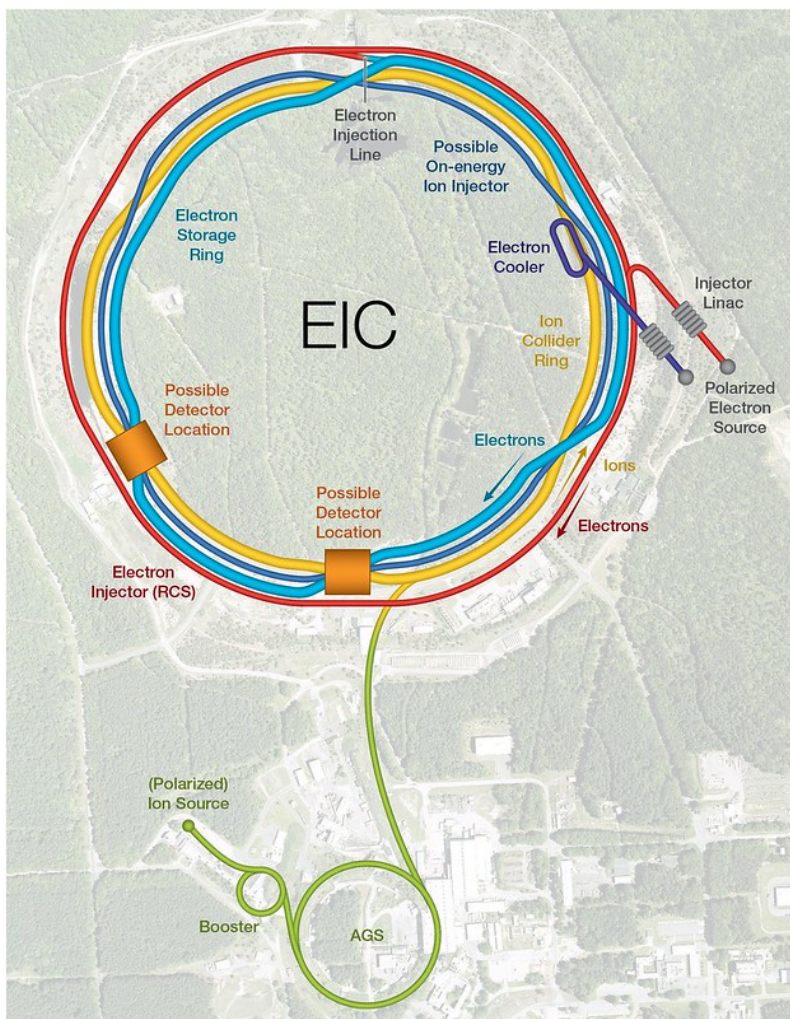 Electron
Injection
Line
Possible
On-energy
Ion Injector
Electron
Storage
Ring
Electron
Cooler
Injector
Linac
EIC
Ion
Collider
Ring
Polarized
Electron
Source
Possible
Detector
Location
Electrons
Ions
Possible
Detector
Location
Electrons
Electron
Injector (RCS)
(Polarized)
Ion Source
Booster
AGS